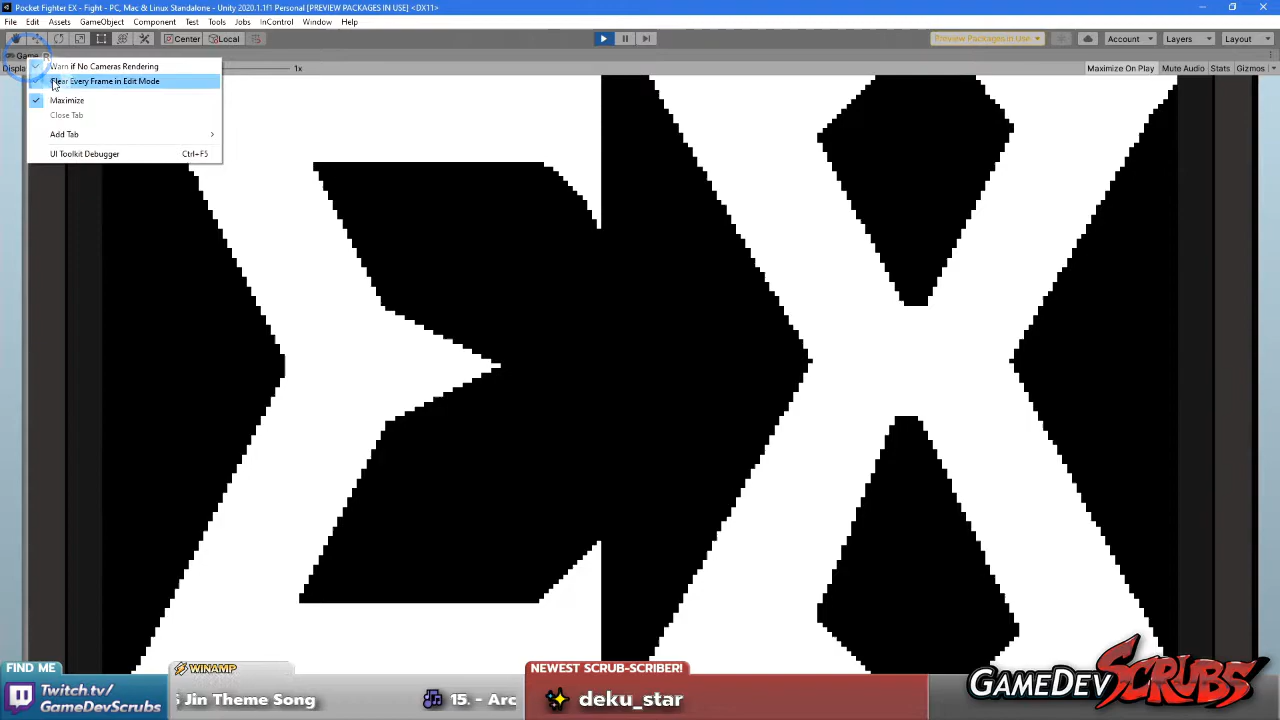 Pocket Fighter EX - Fight - PC, Mac & Linux Standalone - Unity 2020.1.1f1 Personal [PREVIEW PACKAGES IN USE] <DX11>
File Edit Assets GameObject Component Test Tools Jobs InControl Window Help
Center Local Preview Packages in Use Account Layers Layout
Game
Displa 1x Maximize On Play Mute Audio Stats Gizmos
Warn if No Cameras Rendering
Clear Every Frame in Edit Mode
Maximize
Close Tab
Add Tab
UI Toolkit Debugger Ctrl+F5
EX
FIND ME WINAMP NEWEST SCRUB-SCRIBER!
Twitch.tv/
GameDevScrubs
Jin Theme Song 15. - Arc
deku_star
GAMEDEVSCRUBS